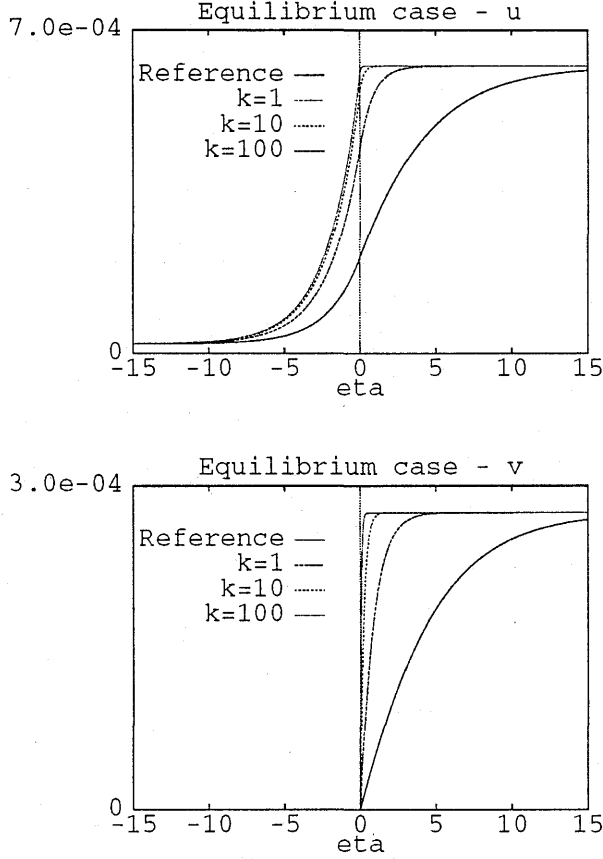 Equilibrium case - u
7.0e-04
Reference
k=1
k=10
k=100
0
-15 -10 -5 0 5 10 15
eta
Equilibrium case - v
3.0e-04
Reference
k=1
k=10
k=100
0
-15 -10 -5 0 5 10 15
eta